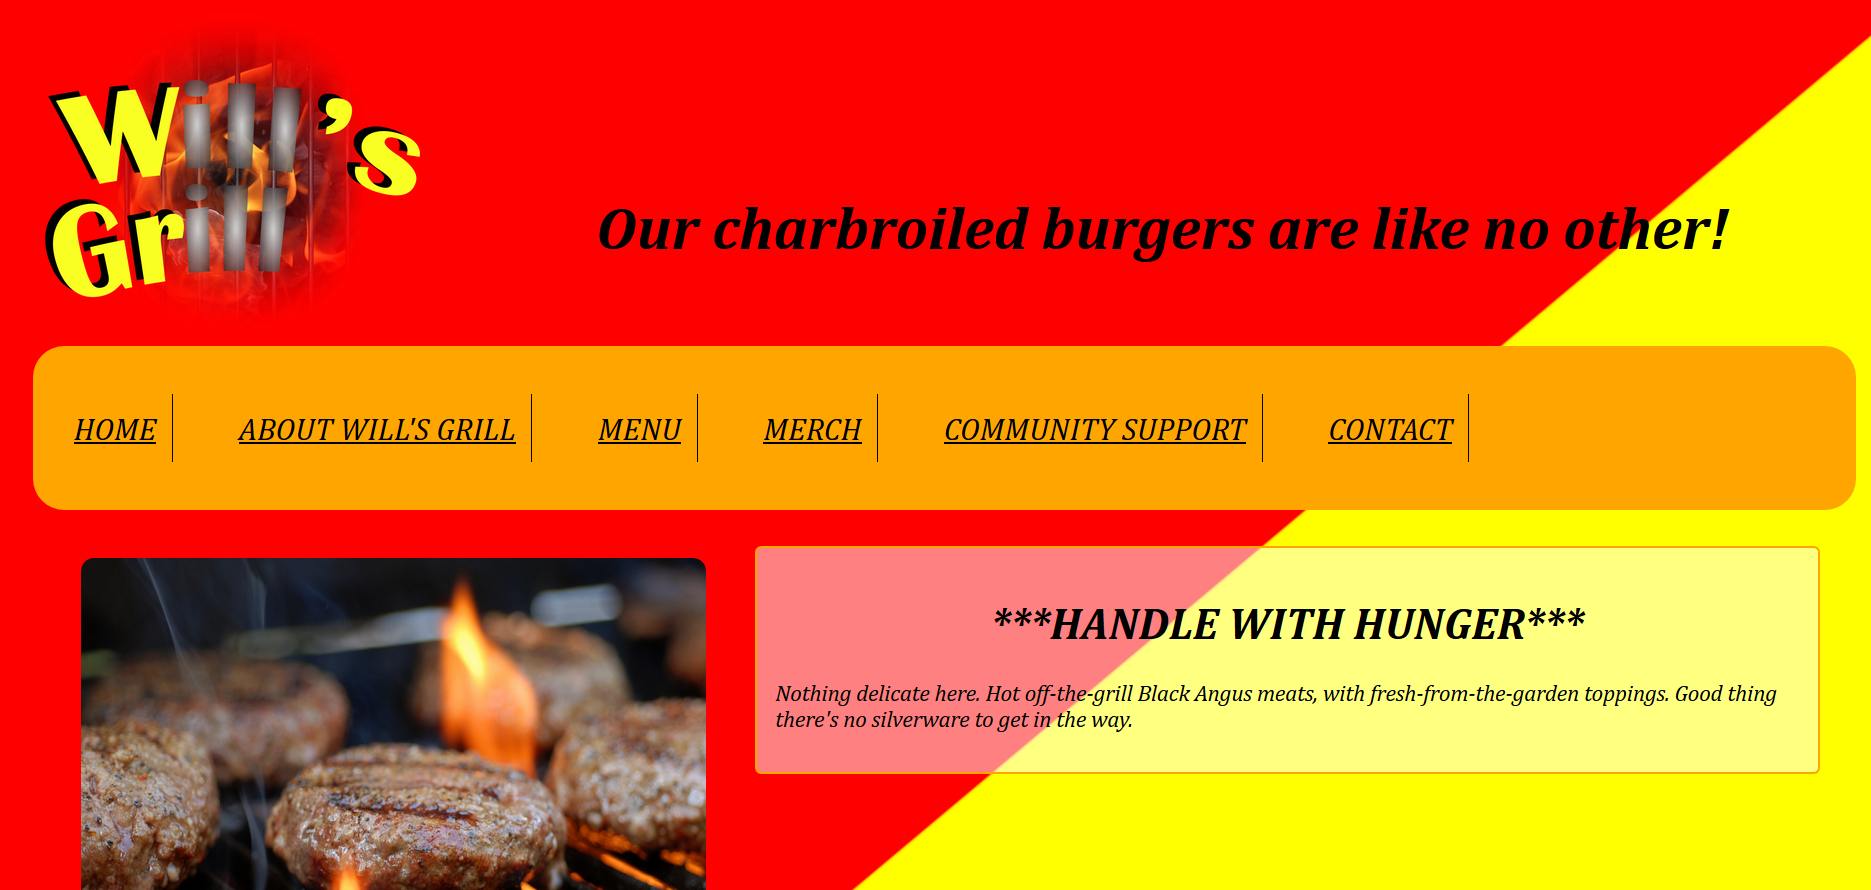 Will's
Grill
Our charbroiled burgers are like no other!
HOME
ABOUT WILL'S GRILL
MENU
MERCH
COMMUNITY SUPPORT
CONTACT
***HANDLE WITH HUNGER***
Nothing delicate here. Hot off-the-grill Black Angus meats, with fresh-from-the-garden toppings. Good thing
there's no silverware to get in the way.